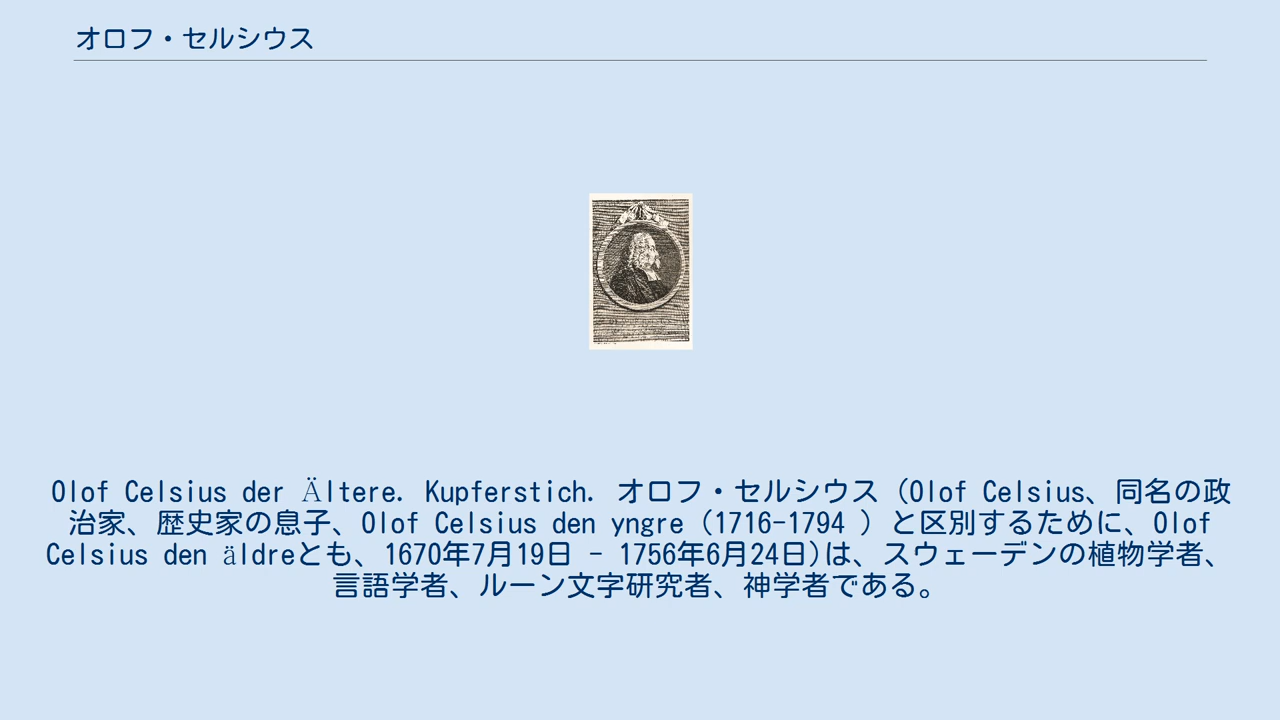 オロフ・セルシウス
Olof Celsius der Ältere. Kupferstich. オロフ・セルシウス (Olof Celsius、同名の政
治家、歴史家の息子、Olof Celsius den yngre (1716-1794 ) と区別するために、Olof
Celsius den äldreとも、1670年7月19日 - 1756年6月24日)は、スウェーデンの植物学者、
言語学者、ルーン文字研究者、神学者である。